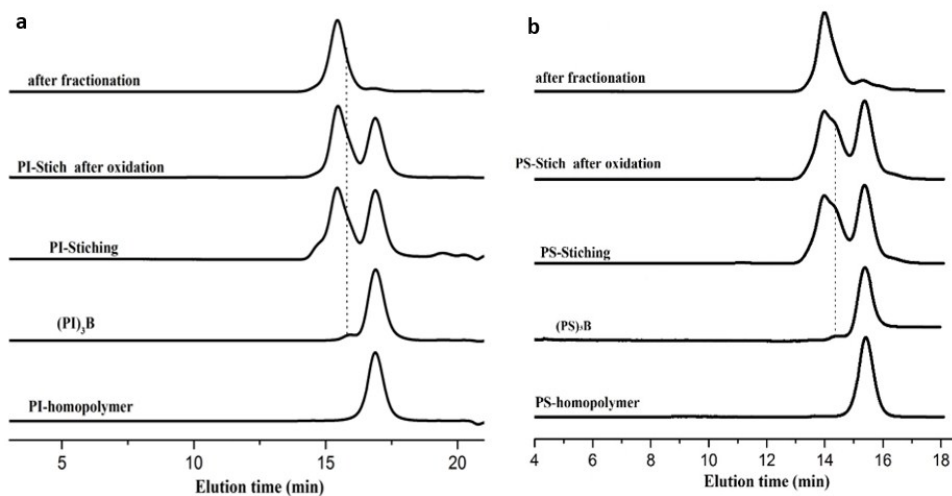 a
after fractionation
PI-Stich after oxidation
PI-Stiching
(PI)₃B
PI-homopolymer
5 10 15 20
Elution time (min)
b
after fractionation
PS-Stich after oxidation
PS-Stiching
(PS)₃B
PS-homopolymer
4 6 8 10 12 14 16 18
Elution time (min)